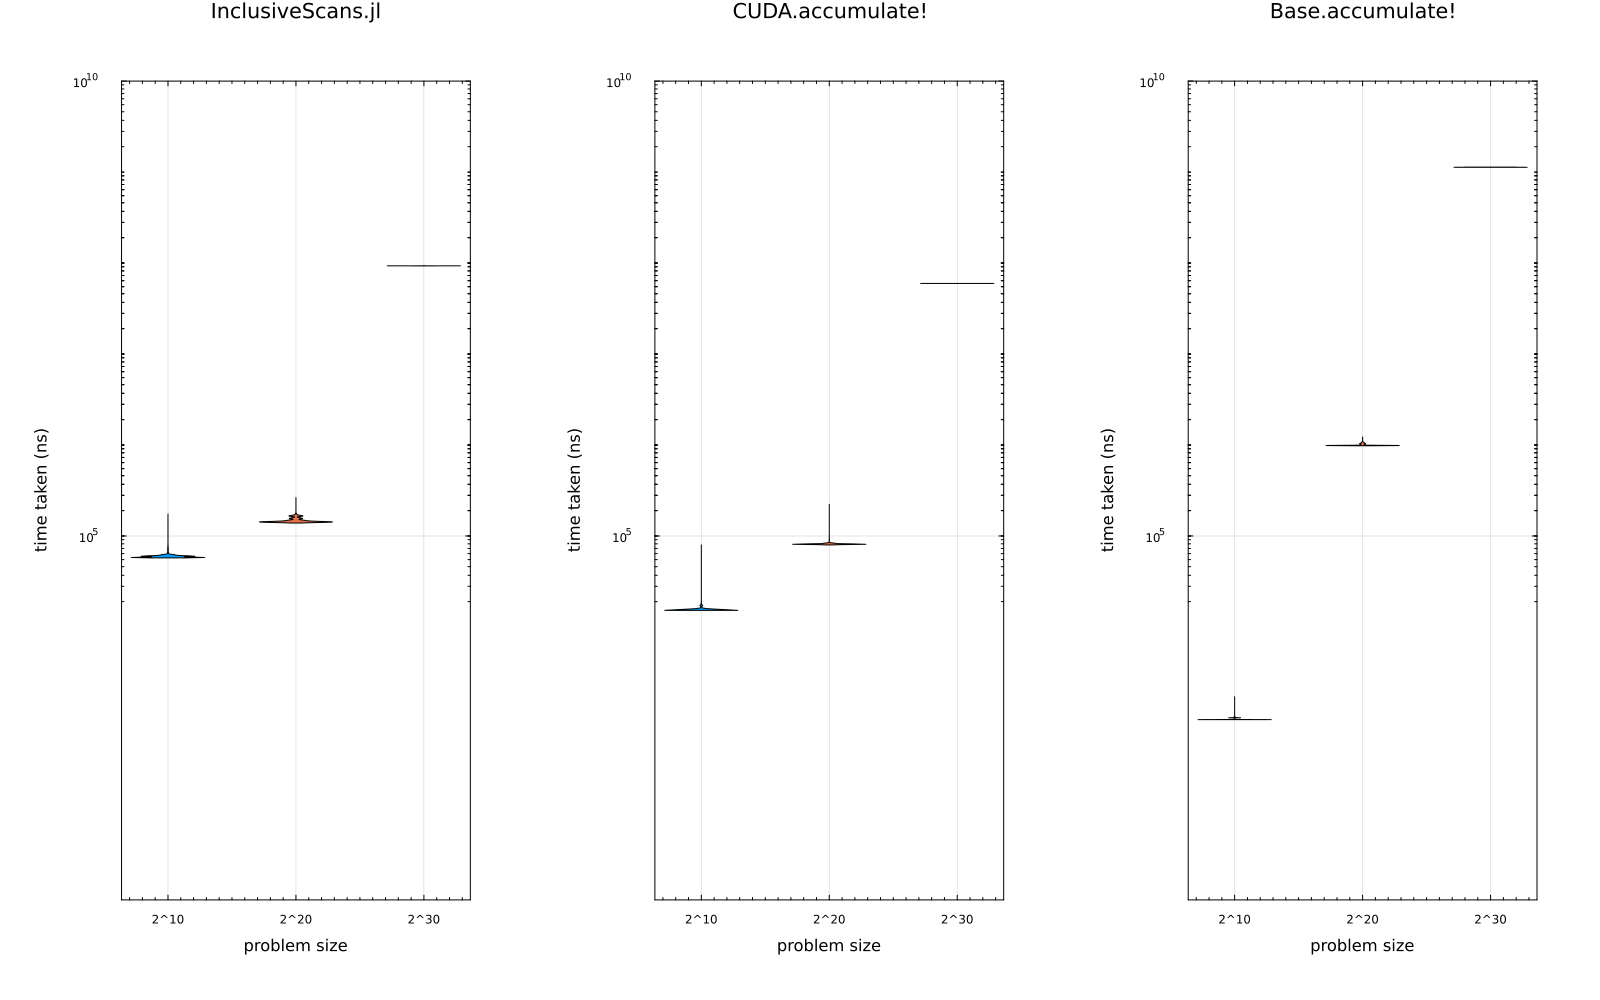 InclusiveScans.jl
10^10
10^5
time taken (ns)
2^10 2^20 2^30
problem size
CUDA.accumulate!
10^10
10^5
time taken (ns)
2^10 2^20 2^30
problem size
Base.accumulate!
10^10
10^5
time taken (ns)
2^10 2^20 2^30
problem size